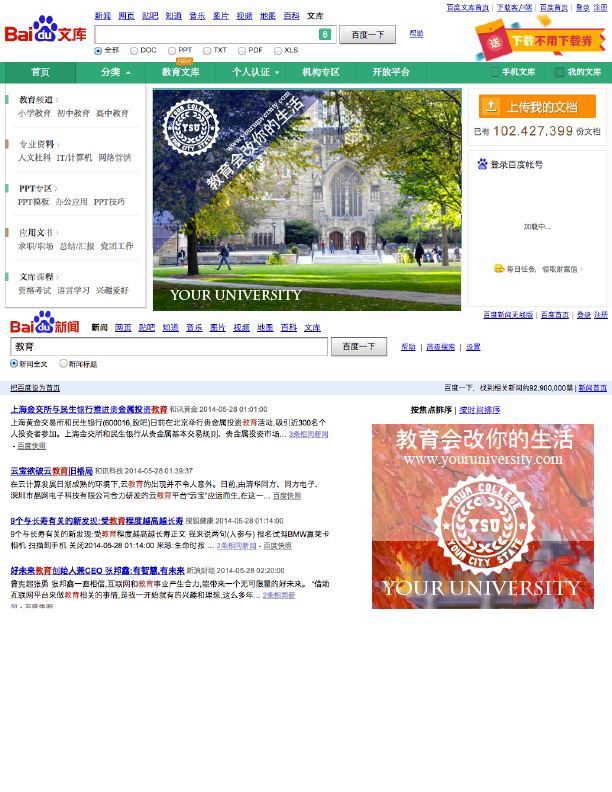 百度文库首页 | 下载客户端 | 百度首页 | 登录 注册
新闻 网页 贴吧 知道 音乐 图片 视频 地图 百科 文库
Bai du 文库
6
百度一下
帮助
全部 DOC PPT TXT PDF XLS
送 下载不用下载券
首页 分类 教育文库 个人认证 机构专区 开放平台 手机文库 我的文库
教育频道 >
小学教育 初中教育 高中教育
专业资料 >
人文社科 IT/计算机 网络营销
PPT专区 >
PPT模板 办公应用 PPT技巧
应用文书 >
求职/职场 总结/汇报 党团工作
文库课程 >
资格考试 语言学习 兴趣爱好
YOUR COLLEGE
YSU
YOUR CITY STATE
www.youruniversity.com
教育会改你的生活
YOUR UNIVERSITY
上传我的文档
已有 102,427,399 份文档
登录百度帐号
加载中...
每日任务, 领取财富值 >
百度新闻无线版 | 百度首页 | 登录 注册
Bai du 新闻
新闻 网页 贴吧 知道 音乐 图片 视频 地图 百科 文库
教育
百度一下
帮助 | 高级搜索 | 设置
新闻全文 新闻标题
把百度设为首页
百度一下, 找到相关新闻约92,900,000篇 | 新闻首页
上海金交所与民生银行推进贵金属投资教育 和讯黄金 2014-05-28 01:01:00
上海黄金交易所和民生银行(600016,股吧)日前在北京举行贵金属投资教育活动,吸引近300名
个人投资者参加。上海金交所和民生银行从贵金属基本交易规则、贵金属投资市场... 3条相同新闻
- 百度快照
云宝欲破云教育旧格局 和讯科技 2014-05-28 01:39:37
在云计算发展日渐成熟的环境下,云教育的出现并不令人意外。日前,由清华同方、同方电子、
深圳市晶网电子科技有限公司合力研发的云教育平台“云宝”应运而生,在这一... 百度快照
9个与长寿有关的新发现:受教育程度越高越长寿 搜狐健康 2014-05-28 01:14:00
9个与长寿有关的新发现:受教育程度越高越长寿正文 我来说两句(人参与) 报名试驾BMW赢莱卡
相机 扫描到手机 关闭2014-05-28 01:14:00 来源:生命时报 ... 2条相同新闻 - 百度快照
好未来教育创始人兼CEO 张邦鑫:有智慧,有未来 新浪财经 2014-05-28 02:20:00
曾宪超张勇 张邦鑫一直相信,互联网和教育事业产生合力,能带来一个无可限量的好未来。 “借助
互联网平台来做教育相关的事情,是我一开始就有的兴趣和理想,这么多年... 2条相同新
闻 - 百度快照
按焦点排序 | 按时间排序
教育会改你的生活
www.youruniversity.com
YOUR COLLEGE
YSU
YOUR CITY STATE
YOUR UNIVERSITY